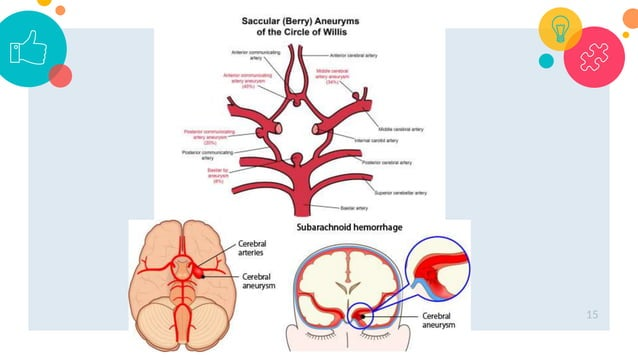 Saccular (Berry) Aneuryms
of the Circle of Willis
Anterior communicating
artery
Anterior cerebral artery
Anterior communicating
artery aneurysm
(40%)
Middle cerebral
artery aneurysm
(34%)
Middle cerebral
artery
Posterior communicating
artery aneurysm
(20%)
Internal carotid artery
Posterior communicating
artery
Posterior cerebral artery
Basilar tip
aneurysm
(6%)
Superior cerebellar artery
Basilar artery
Subarachnoid hemorrhage
Cerebral
arteries
Cerebral
aneurysm
Cerebral
aneurysm
15